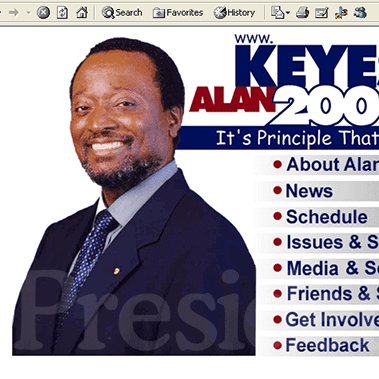 Search Favorites History
www.
KEYE
ALAN 200
It's Principle That
About Alan
News
Schedule
Issues & S
Media & S
Friends & S
Get Involve
Feedback
Presid